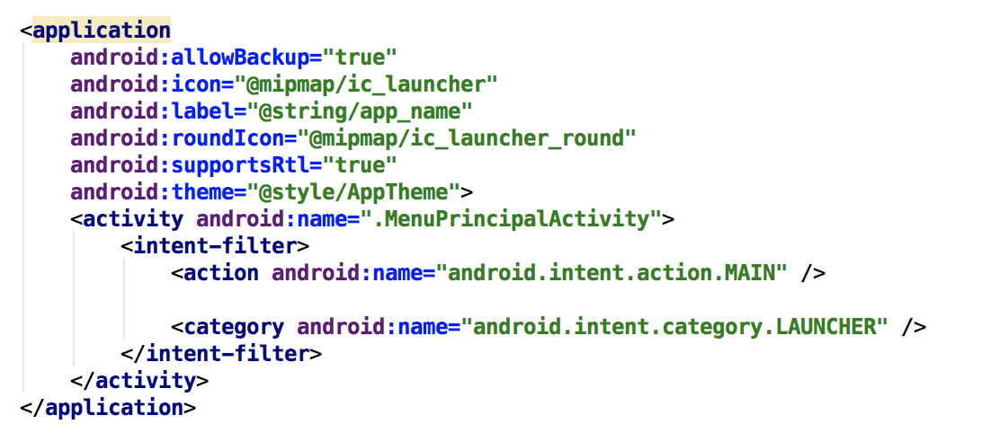 <application
    android:allowBackup="true"
    android:icon="@mipmap/ic_launcher"
    android:label="@string/app_name"
    android:roundIcon="@mipmap/ic_launcher_round"
    android:supportsRtl="true"
    android:theme="@style/AppTheme">
    <activity android:name=".MenuPrincipalActivity">
        <intent-filter>
            <action android:name="android.intent.action.MAIN" />

            <category android:name="android.intent.category.LAUNCHER" />
        </intent-filter>
    </activity>
</application>